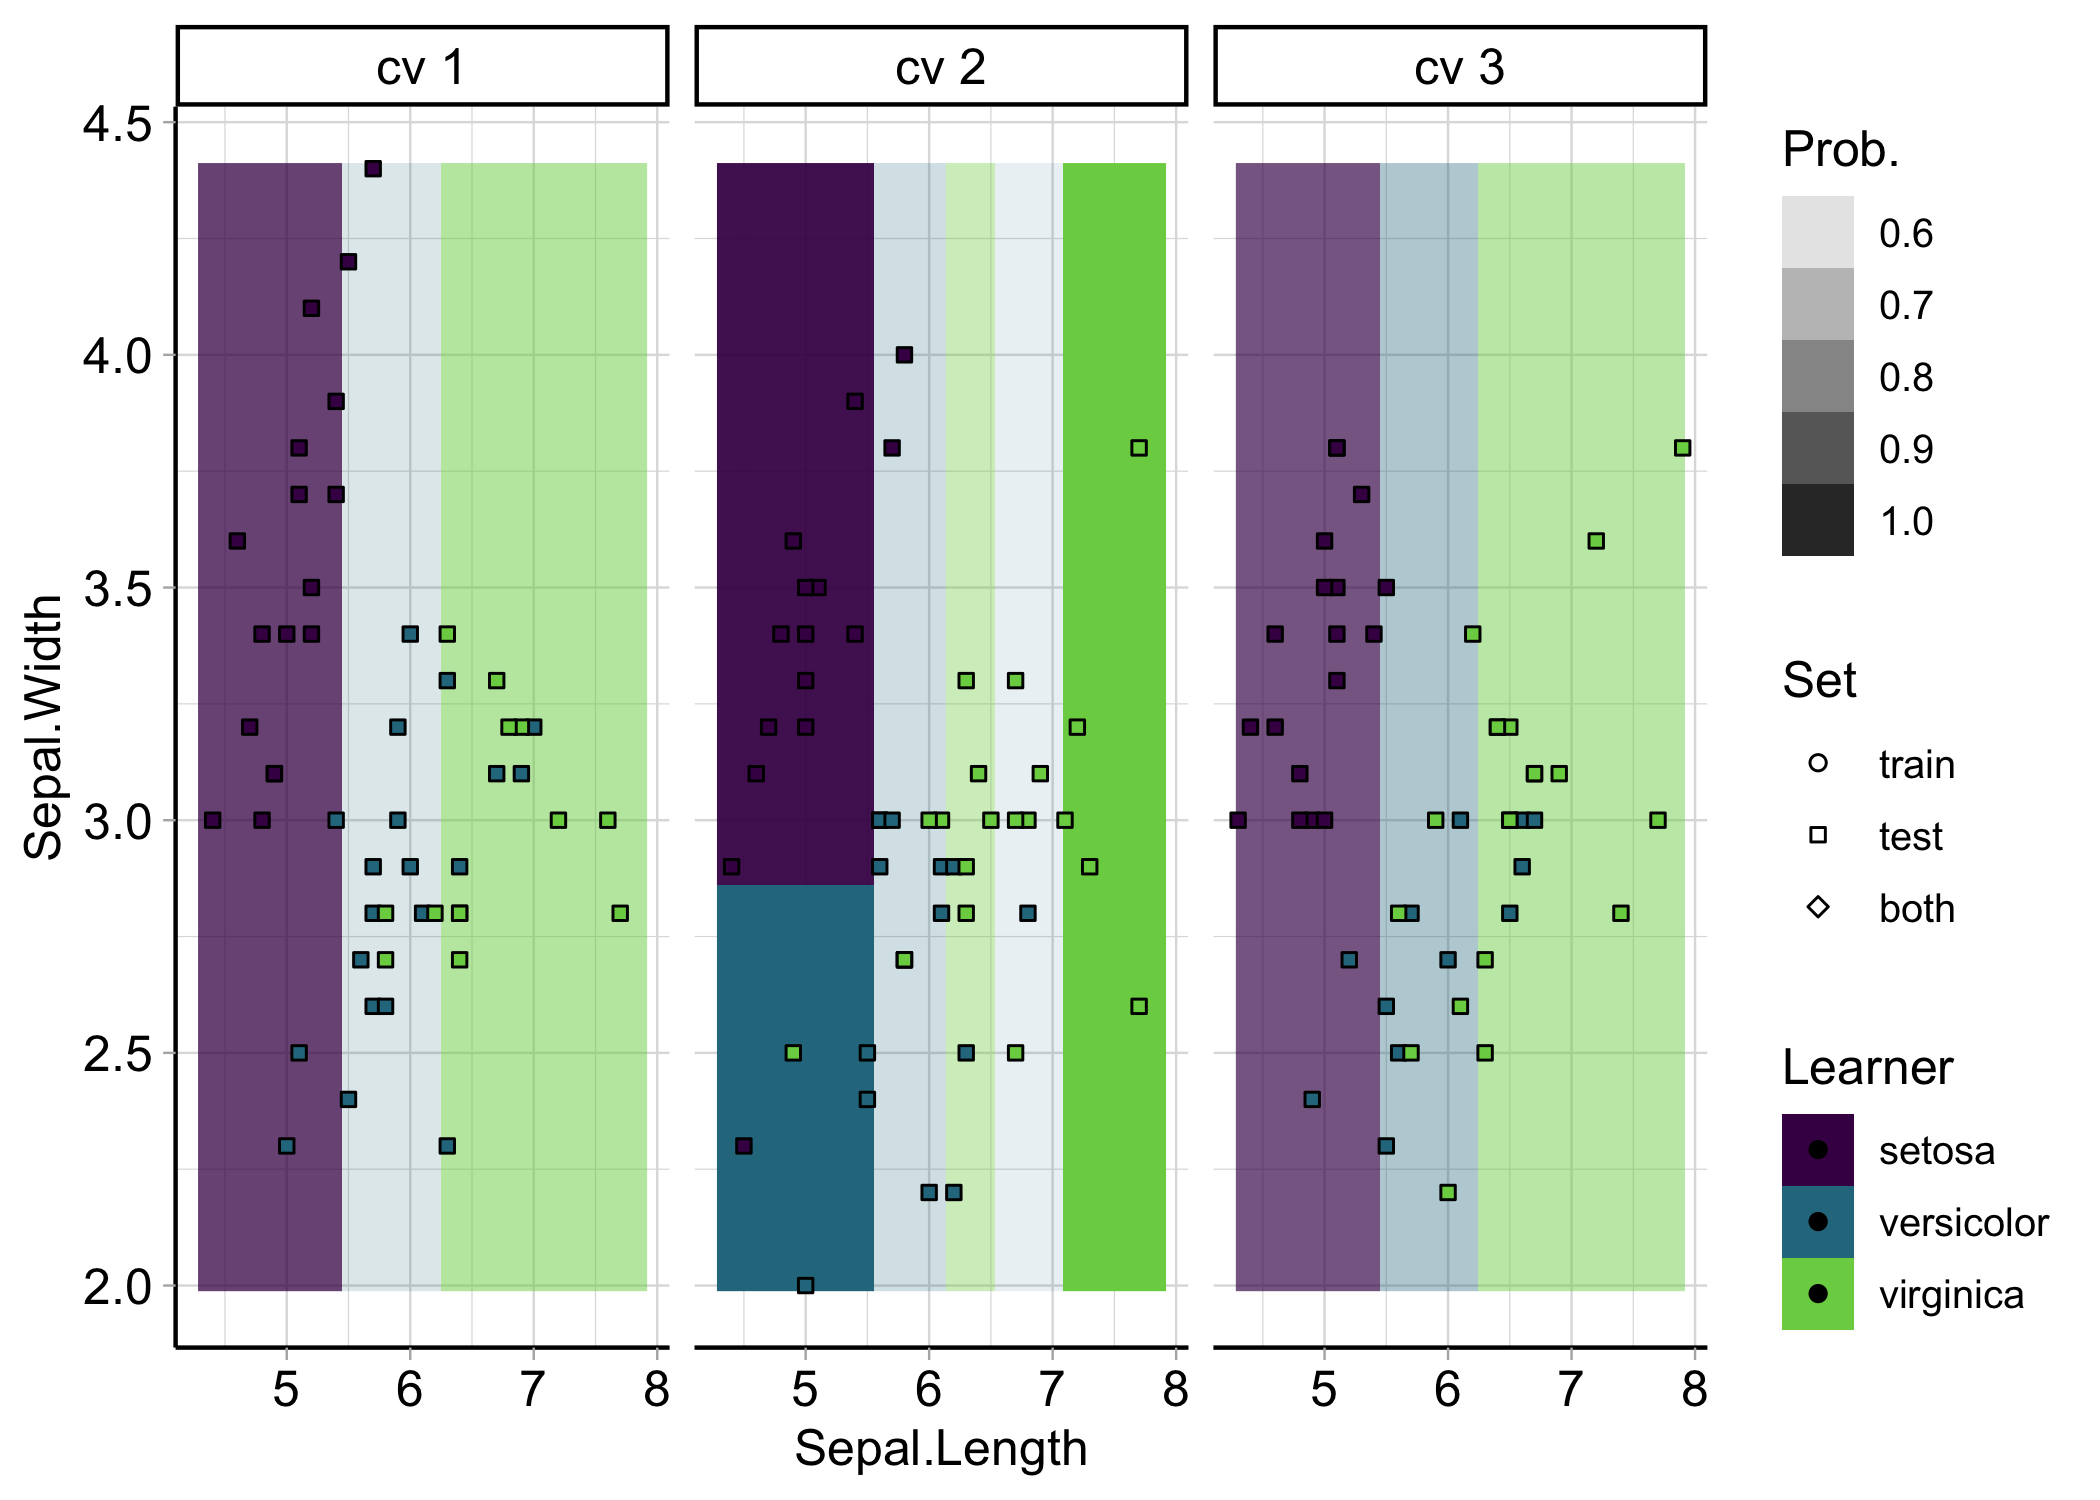 cv 1
cv 2
cv 3
4.5
4.0
3.5
3.0
2.5
2.0
Sepal.Width
5 6 7 8
5 6 7 8
5 6 7 8
Sepal.Length
Prob.
0.6
0.7
0.8
0.9
1.0
Set
train
test
both
Learner
setosa
versicolor
virginica